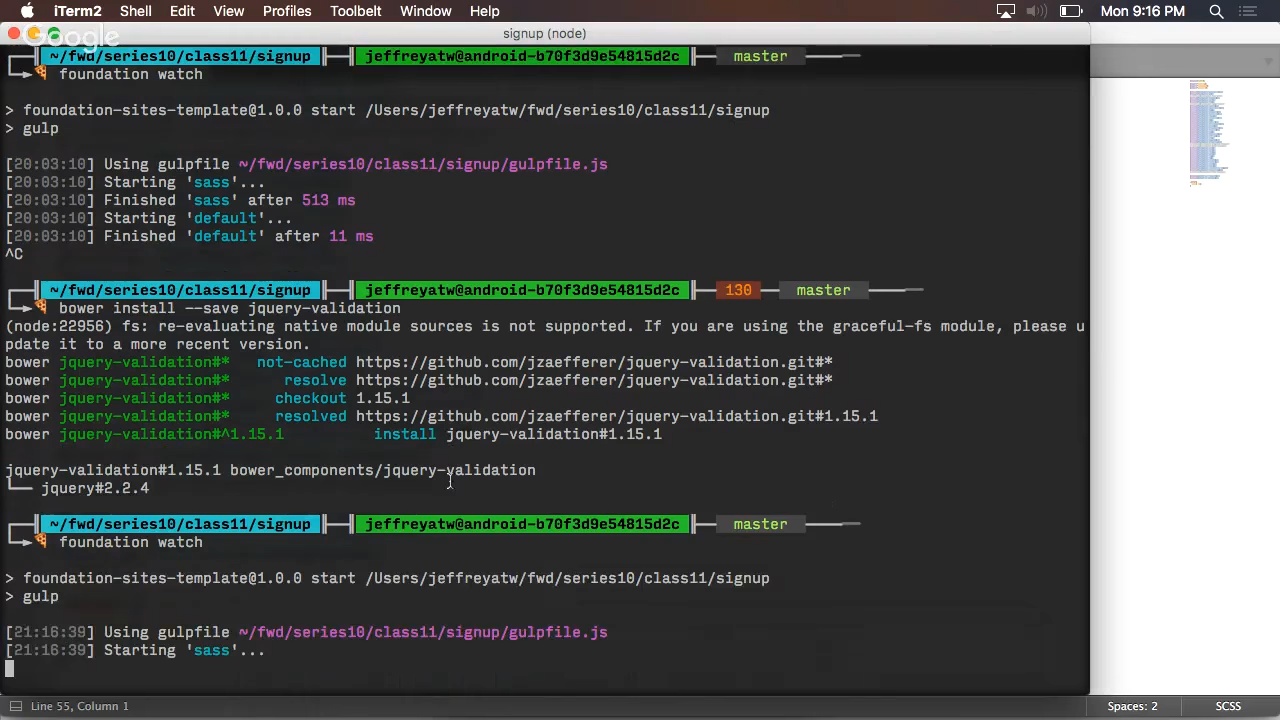 iTerm2 Shell Edit View Profiles Toolbelt Window Help Mon 9:16 PM
Google
signup (node)
~/fwd/series10/class11/signup jeffreyatw@android-b70f3d9e54815d2c master
foundation watch
> foundation-sites-template@1.0.0 start /Users/jeffreyatw/fwd/series10/class11/signup
> gulp
[20:03:10] Using gulpfile ~/fwd/series10/class11/signup/gulpfile.js
[20:03:10] Starting 'sass'...
[20:03:10] Finished 'sass' after 513 ms
[20:03:10] Starting 'default'...
[20:03:10] Finished 'default' after 11 ms
^C
~/fwd/series10/class11/signup jeffreyatw@android-b70f3d9e54815d2c 130 master
bower install --save jquery-validation
(node:22956) fs: re-evaluating native module sources is not supported. If you are using the graceful-fs module, please u
pdate it to a more recent version.
bower jquery-validation#* not-cached https://github.com/jzaefferer/jquery-validation.git#*
bower jquery-validation#* resolve https://github.com/jzaefferer/jquery-validation.git#*
bower jquery-validation#* checkout 1.15.1
bower jquery-validation#* resolved https://github.com/jzaefferer/jquery-validation.git#1.15.1
bower jquery-validation#^1.15.1 install jquery-validation#1.15.1
jquery-validation#1.15.1 bower_components/jquery-validation
└── jquery#2.2.4
~/fwd/series10/class11/signup jeffreyatw@android-b70f3d9e54815d2c master
foundation watch
> foundation-sites-template@1.0.0 start /Users/jeffreyatw/fwd/series10/class11/signup
> gulp
[21:16:39] Using gulpfile ~/fwd/series10/class11/signup/gulpfile.js
[21:16:39] Starting 'sass'...
Line 55, Column 1 Spaces: 2 SCSS